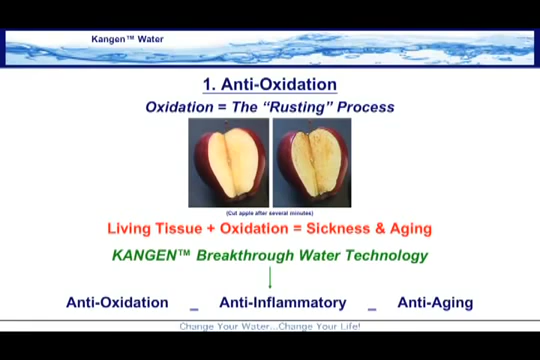 Kangen™ Water
1. Anti-Oxidation
Oxidation = The “Rusting” Process
(Cut apple after several minutes)
Living Tissue + Oxidation = Sickness & Aging
KANGEN™ Breakthrough Water Technology
Anti-Oxidation _ Anti-Inflammatory _ Anti-Aging
Change Your Water...Change Your Life!